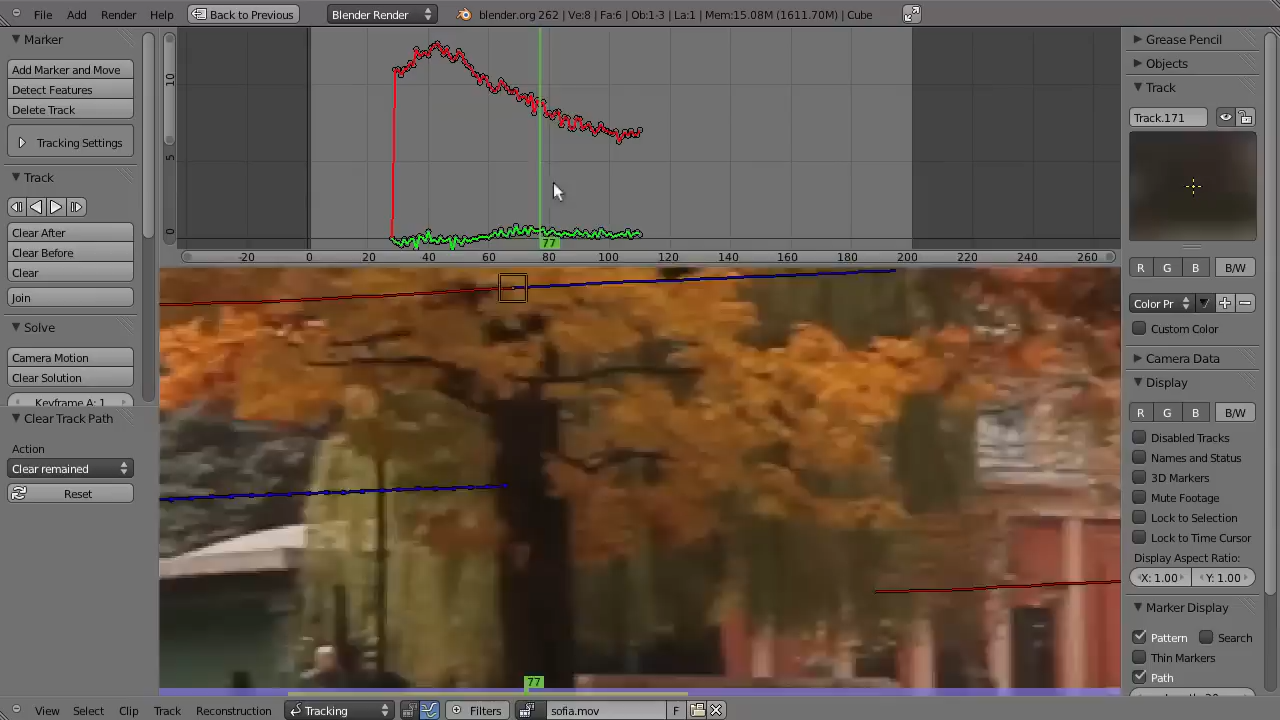 File Add Render Help Back to Previous Blender Render blender.org 262 | Ve:8 | Fa:6 | Ob:1-3 | La:1 | Mem:15.08M (1611.70M) | Cube
Marker
Add Marker and Move
Detect Features
Delete Track
Tracking Settings
Track
Clear After
Clear Before
Clear
Join
Solve
Camera Motion
Clear Solution
Keyframe A: 1
Clear Track Path
Action
Clear remained
Reset
10
5
0
77
-20 0 20 40 60 80 100 120 140 160 180 200 220 240 260
77
Grease Pencil
Objects
Track
Track.171
R G B B/W
Color Pr
Custom Color
Camera Data
Display
R G B B/W
Disabled Tracks
Names and Status
3D Markers
Mute Footage
Lock to Selection
Lock to Time Cursor
Display Aspect Ratio:
X: 1.00 Y: 1.00
Marker Display
Pattern Search
Thin Markers
Path
View Select Clip Track Reconstruction Tracking Filters sofia.mov F